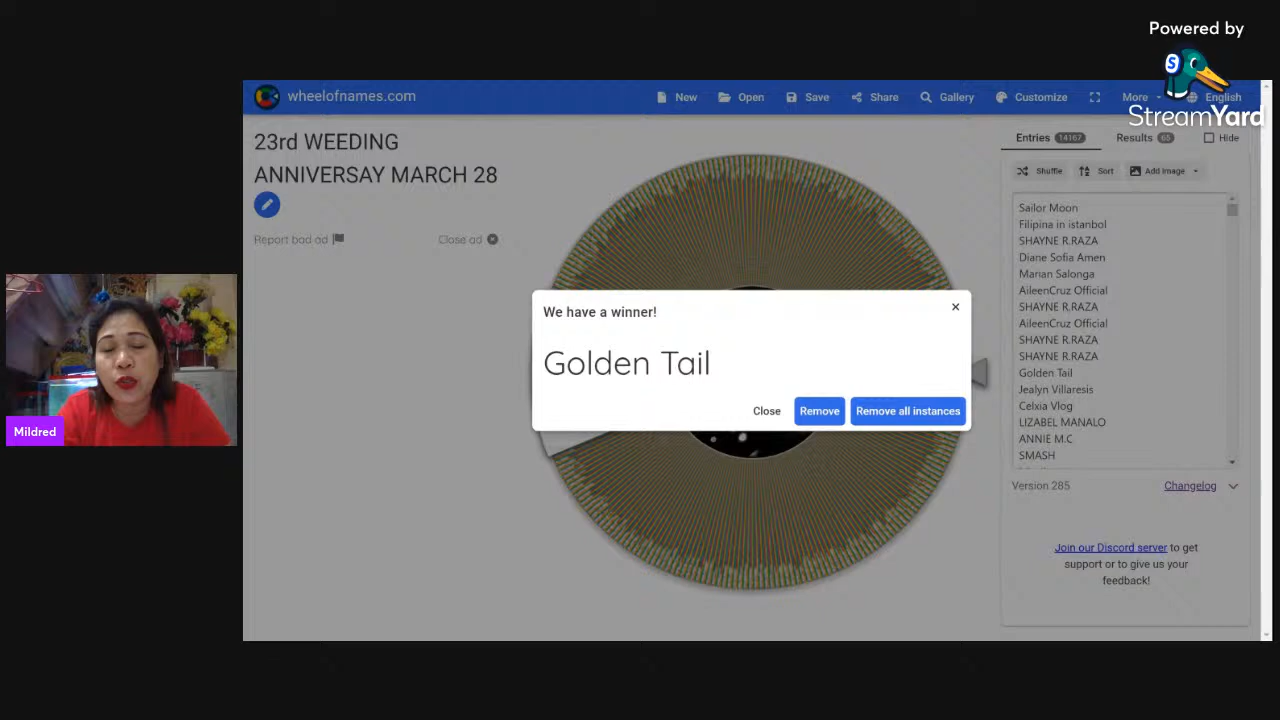 Powered by
StreamYard
wheelofnames.com
New
Open
Save
Share
Gallery
Customize
More
English
23rd WEEDING
ANNIVERSAY MARCH 28
Report bad ad
Close ad
Entries 14167
Results 65
Hide
Shuffle
Sort
Add Image
Sailor Moon
Filipina in istanbol
SHAYNE R.RAZA
Diane Sofia Amen
Marian Salonga
AileenCruz Official
SHAYNE R.RAZA
AileenCruz Official
SHAYNE R.RAZA
SHAYNE R.RAZA
Golden Tail
Jealyn Villaresis
Celxia Vlog
LIZABEL MANALO
ANNIE M.C
SMASH
Version 285
Changelog
Join our Discord server to get
support or to give us your
feedback!
We have a winner!
Golden Tail
Close
Remove
Remove all instances
Mildred